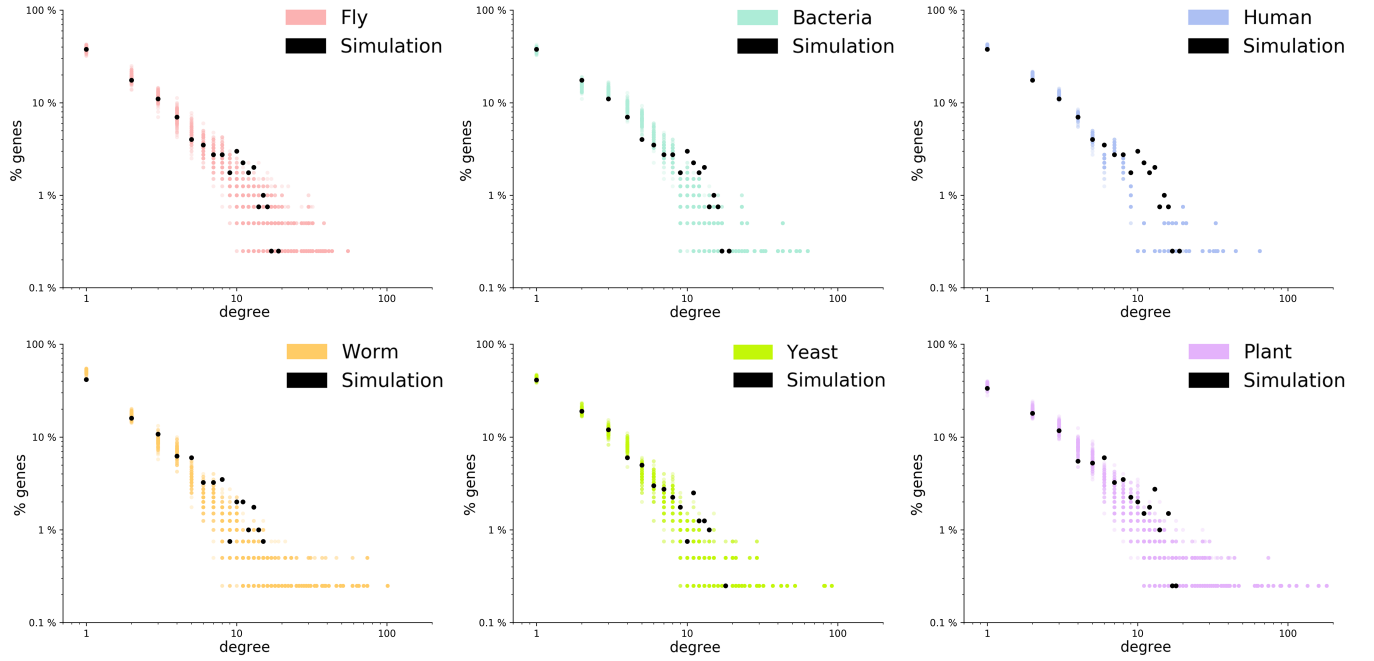 Fly
Simulation
100 %
10 %
1 %
0.1 %
% genes
1
10
100
degree
Bacteria
Simulation
100 %
10 %
1 %
0.1 %
% genes
1
10
100
degree
Human
Simulation
100 %
10 %
1 %
0.1 %
% genes
1
10
100
degree
Worm
Simulation
100 %
10 %
1 %
0.1 %
% genes
1
10
100
degree
Yeast
Simulation
100 %
10 %
1 %
0.1 %
% genes
1
10
100
degree
Plant
Simulation
100 %
10 %
1 %
0.1 %
% genes
1
10
100
degree